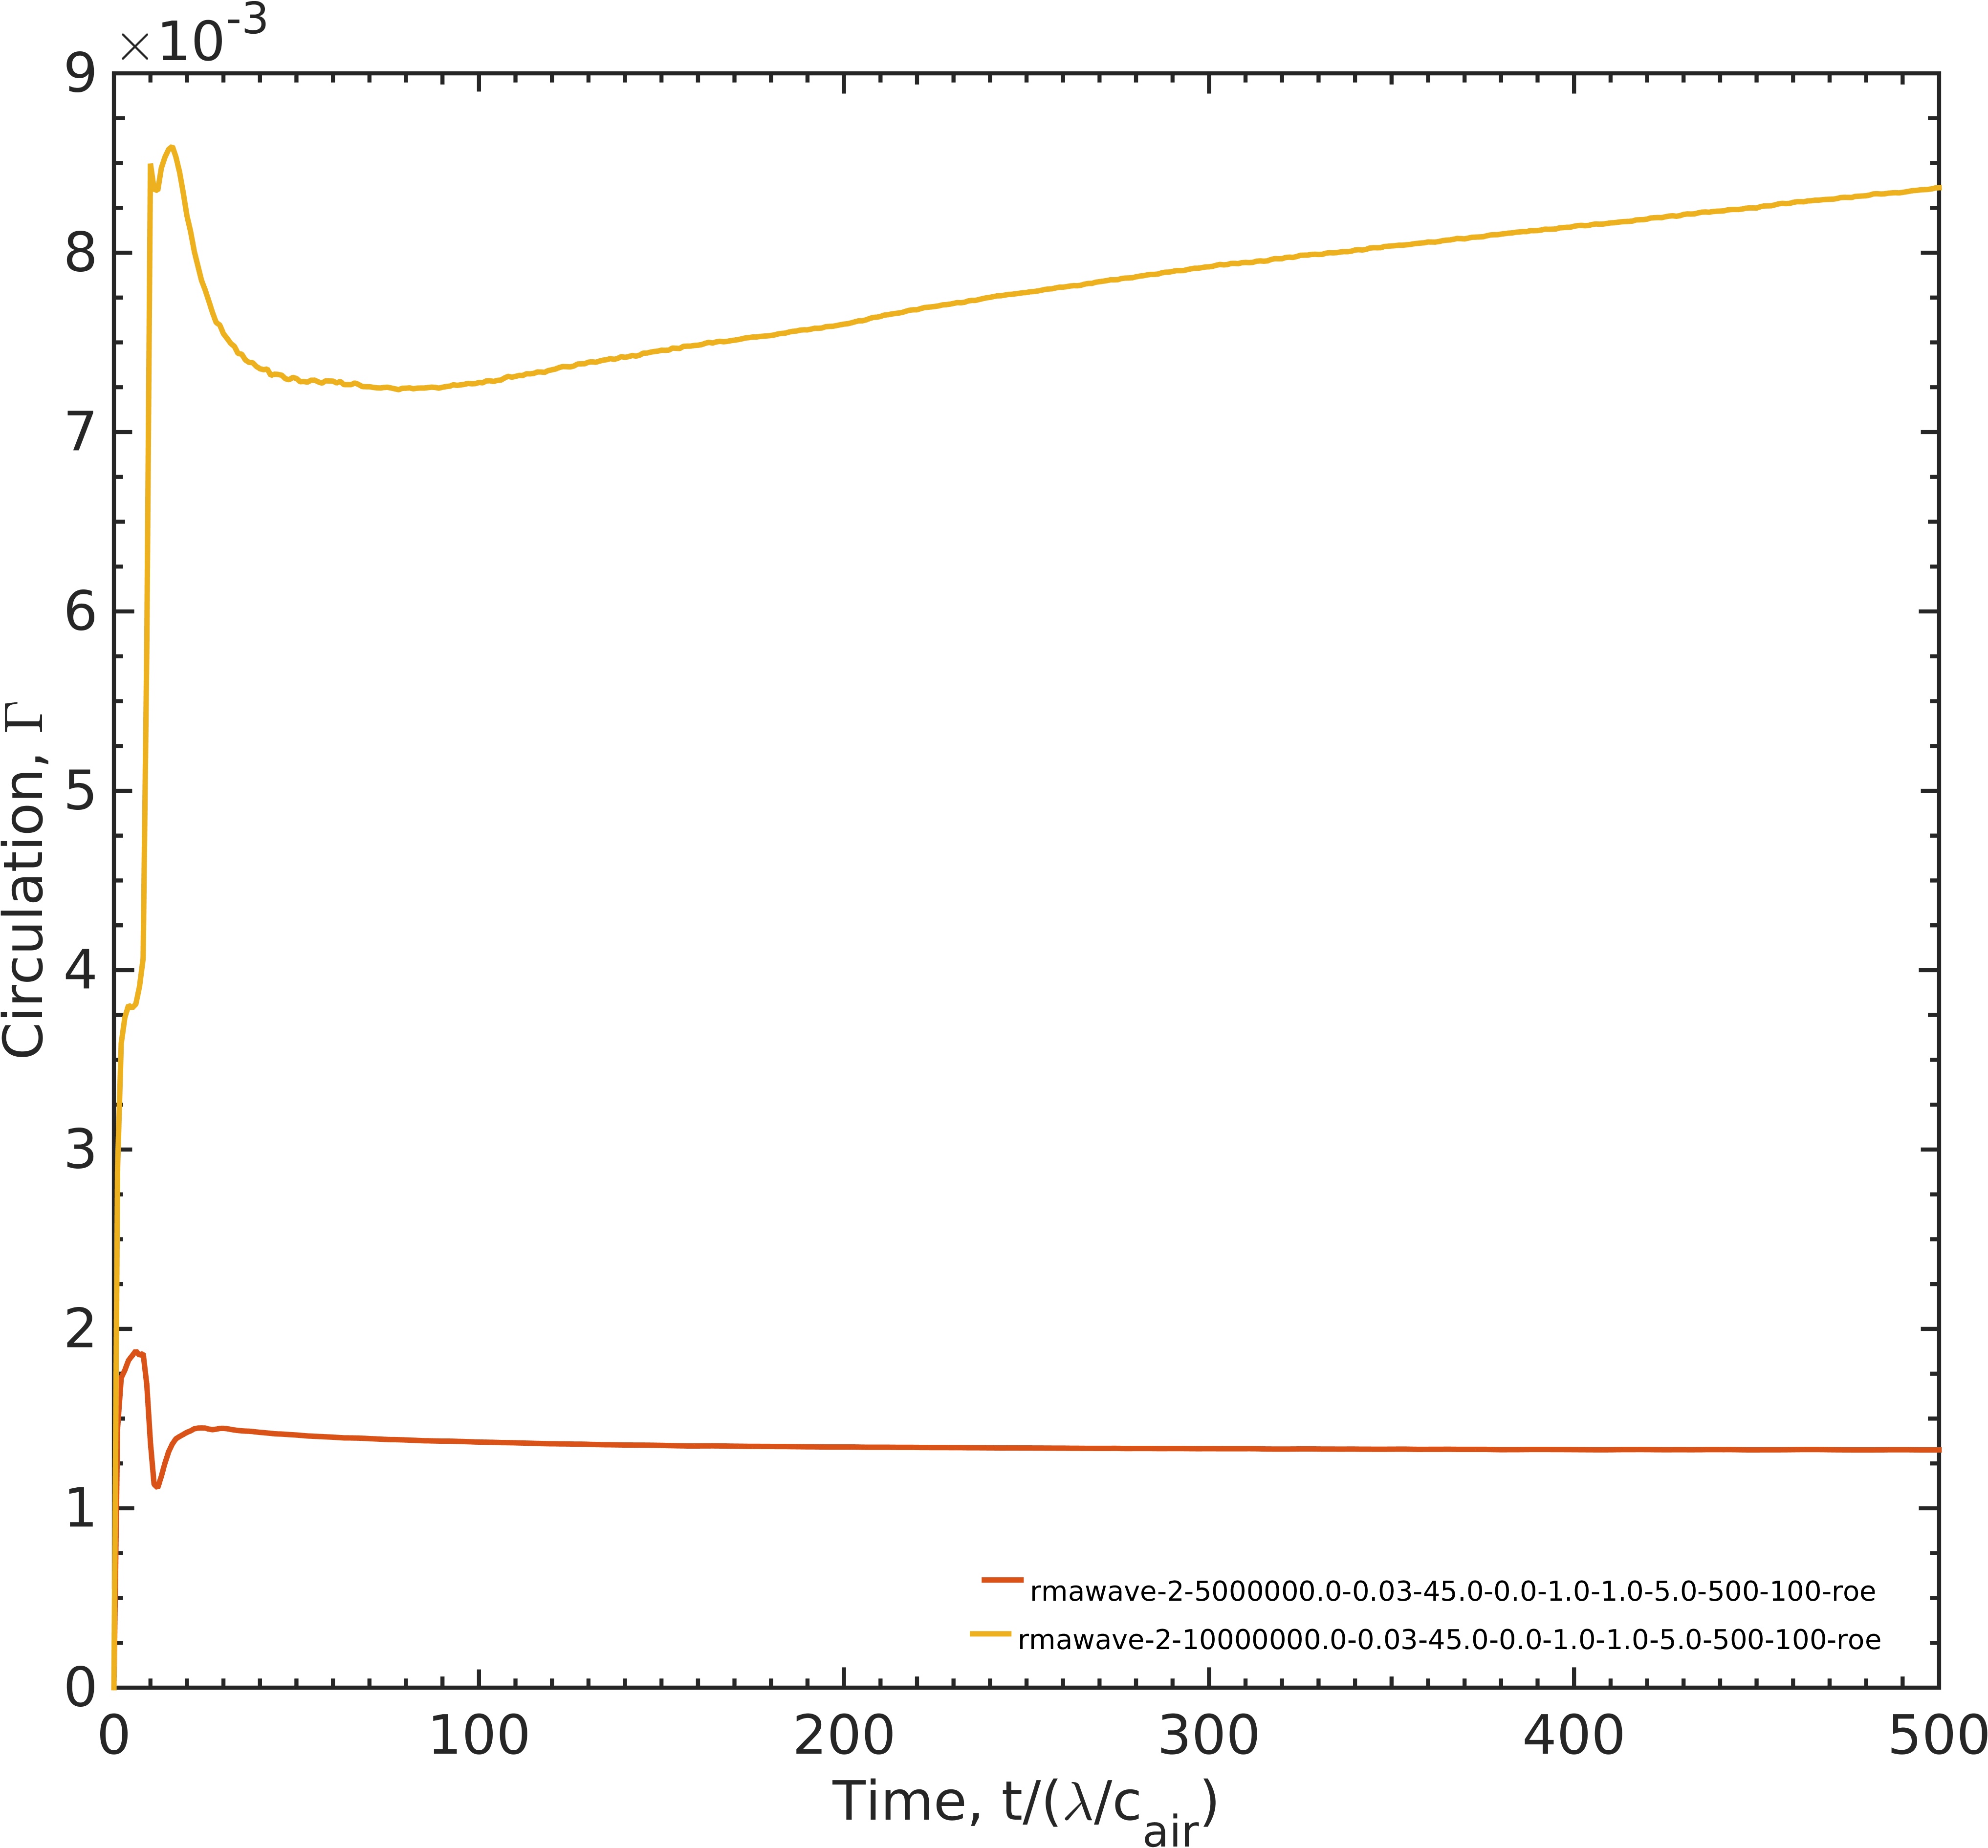 ×10-3
9
8
7
6
5
4
3
2
1
0
Circulation, Γ
rmawave-2-5000000.0-0.03-45.0-0.0-1.0-1.0-5.0-500-100-roe
rmawave-2-10000000.0-0.03-45.0-0.0-1.0-1.0-5.0-500-100-roe
0 100 200 300 400 500
Time, t/(λ/cair)